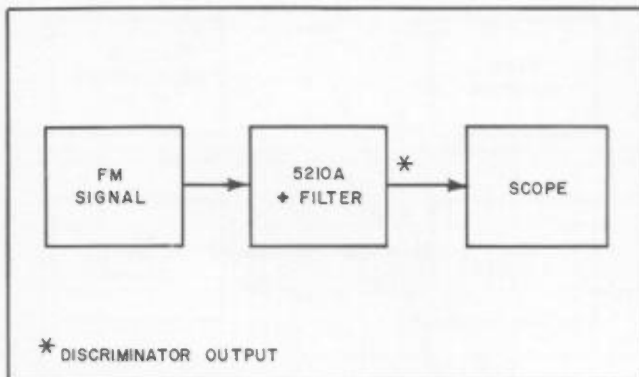 FM
SIGNAL
5210A
+ FILTER
*
SCOPE
* DISCRIMINATOR OUTPUT